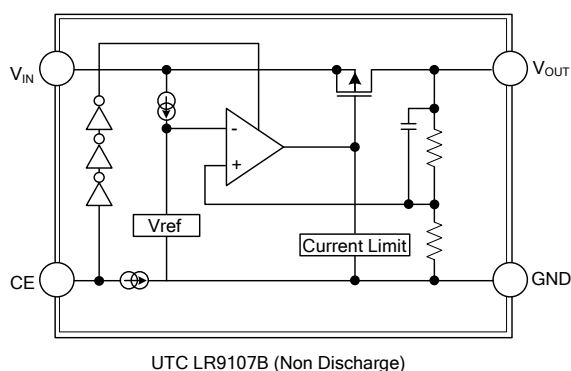 VIN
VOUT
-
+
Vref
Current Limit
CE
GND
UTC LR9107B (Non Discharge)